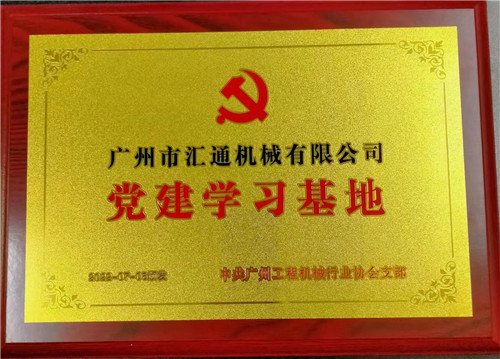 广州市汇通机械有限公司
党建学习基地
中共广州工程机械行业协会支部